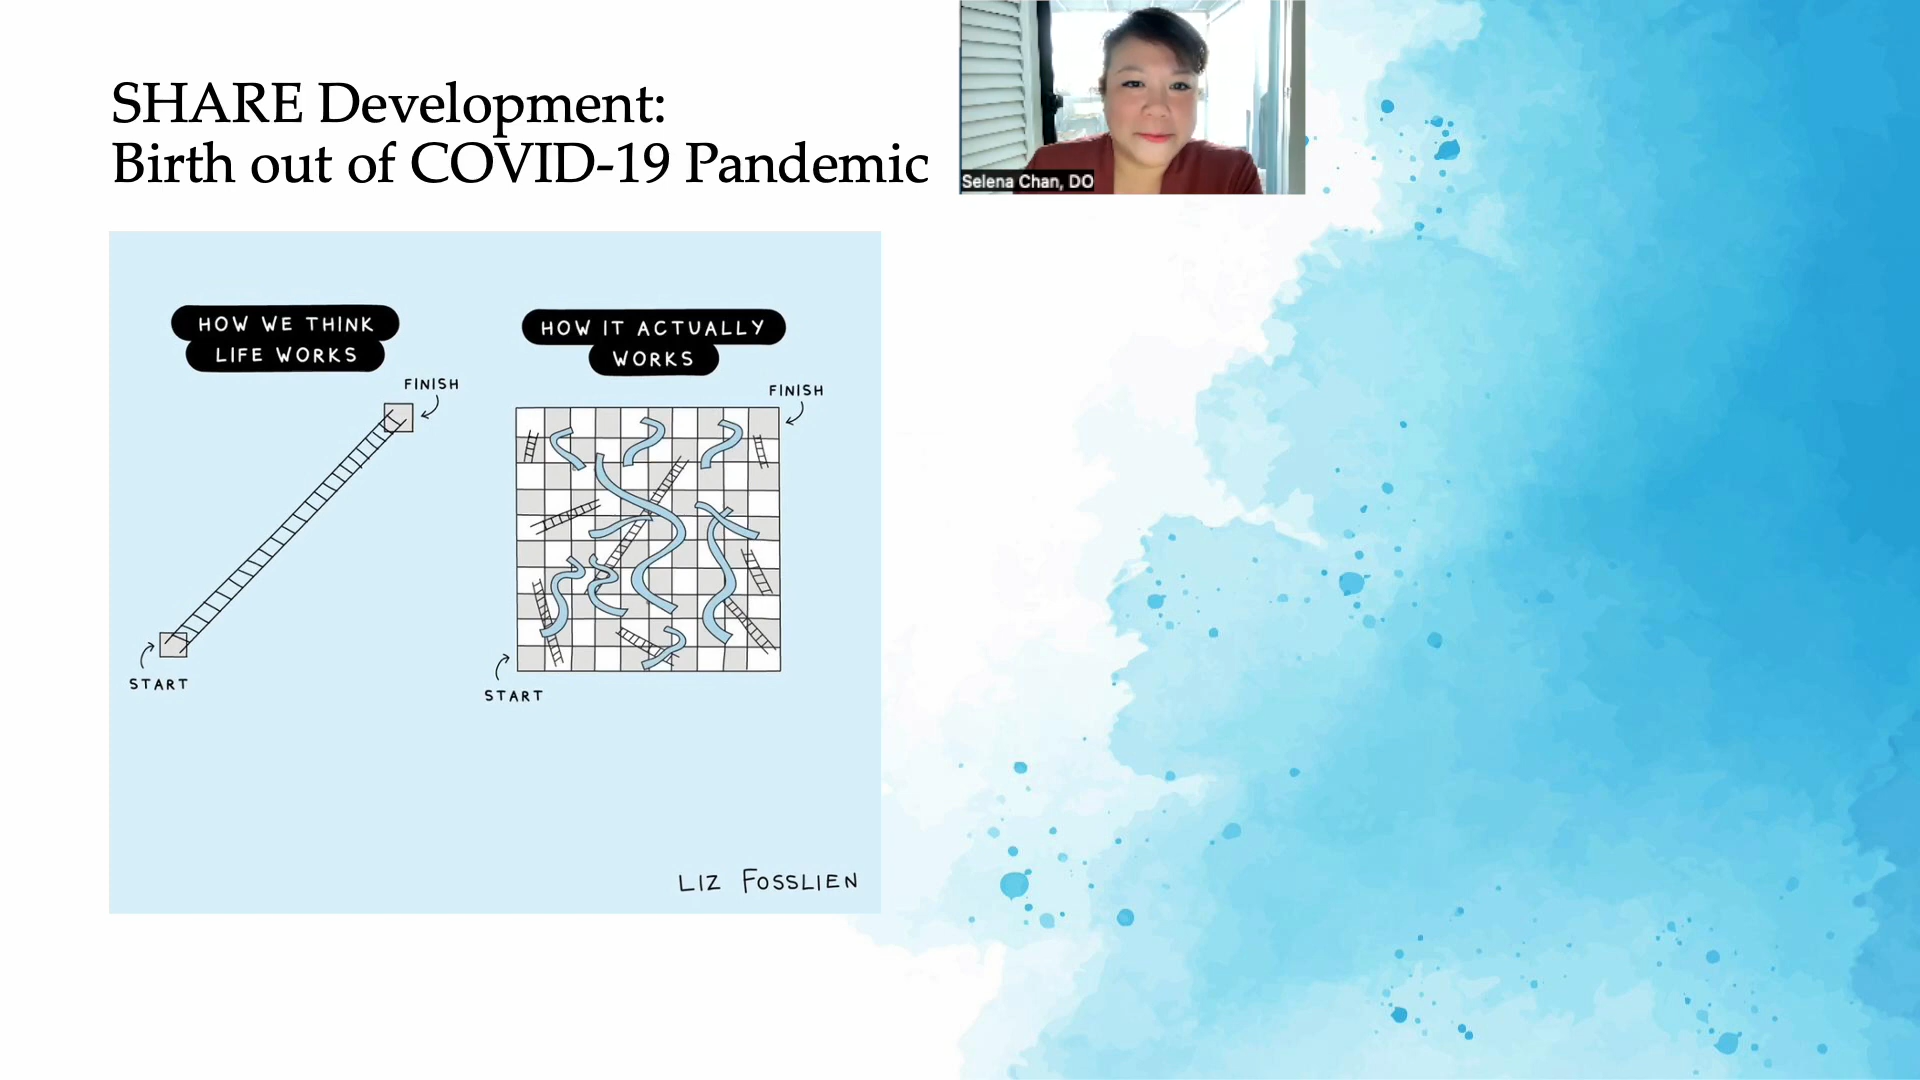 SHARE Development:
Birth out of COVID-19 Pandemic
Selena Chan, DO
HOW WE THINK
LIFE WORKS
FINISH
START
HOW IT ACTUALLY
WORKS
FINISH
START
LIZ FOSSLIEN